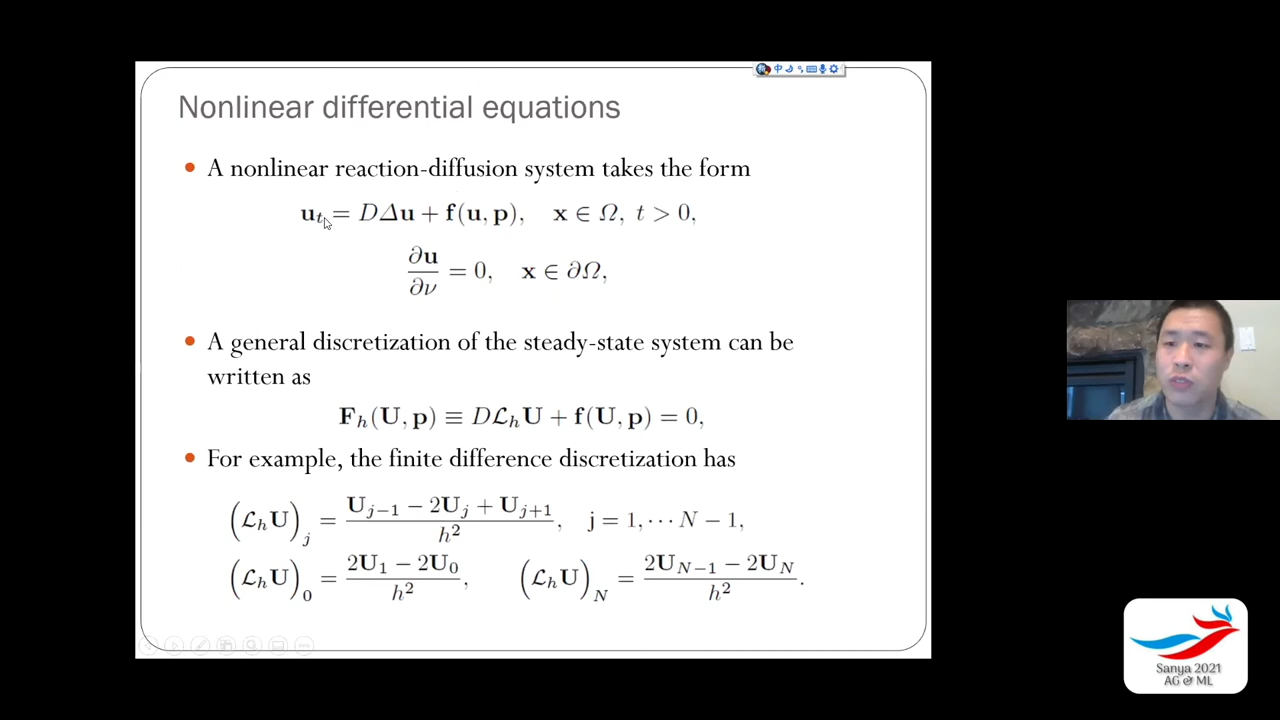 中
Nonlinear differential equations
• A nonlinear reaction-diffusion system takes the form
u_t = DΔu + f(u, p), x ∈ Ω, t > 0,
∂u/∂ν = 0, x ∈ ∂Ω,
• A general discretization of the steady-state system can be
written as
F_h(U, p) ≡ Dℒ_hU + f(U, p) = 0,
• For example, the finite difference discretization has
(ℒ_hU)_j = (U_{j−1} − 2U_j + U_{j+1})/h², j = 1, ⋯ N − 1,
(ℒ_hU)_0 = (2U_1 − 2U_0)/h², (ℒ_hU)_N = (2U_{N−1} − 2U_N)/h².
Sanya 2021
AG & ML